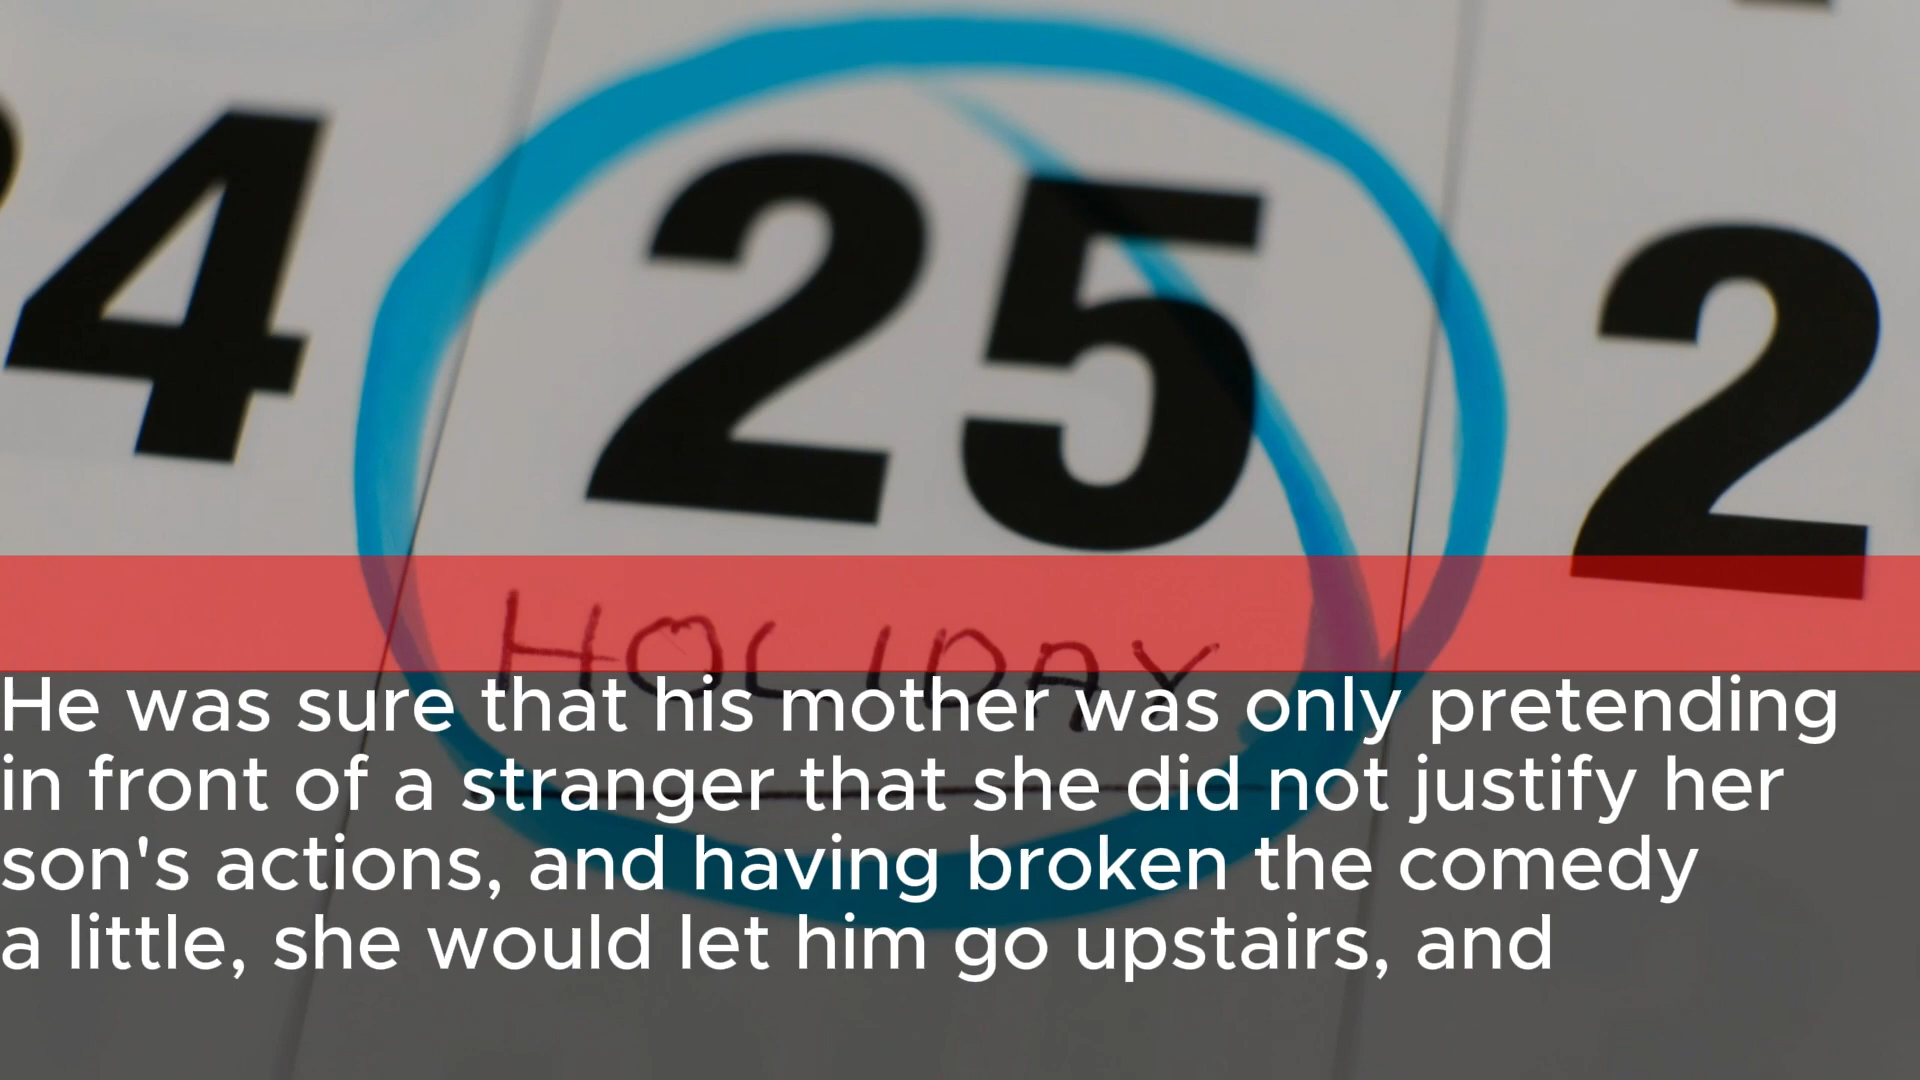 4 25 2
HOLIDAY
He was sure that his mother was only pretending
in front of a stranger that she did not justify her
son's actions, and having broken the comedy
a little, she would let him go upstairs, and